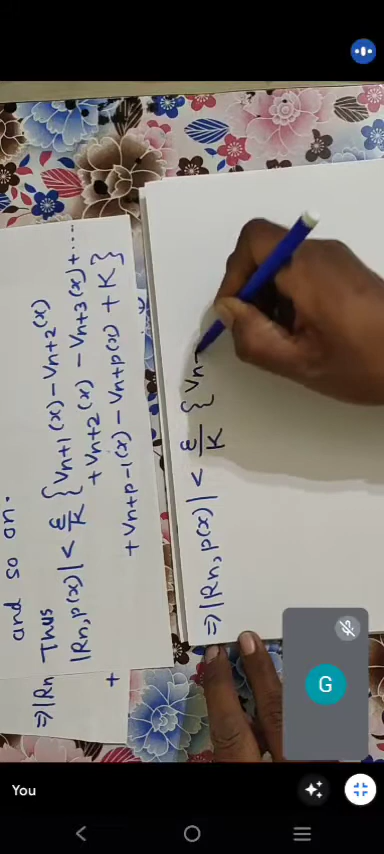 and so on.
Thus
|Rn,p(x)| < ε/K { Vn+1(x) - Vn+2(x)
+ Vn+2(x) - Vn+3(x) + ....
+ Vn+p-1(x) - Vn+p(x) + K }
⇒|Rn
+
⇒|Rn,p(x)| < ε/K { Vn
G
You